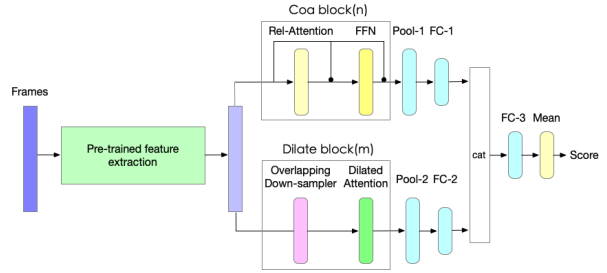 Coa block(n)
Rel-Attention
FFN
Pool-1
FC-1
Frames
Pre-trained feature
extraction
Dilate block(m)
Overlapping
Down-sampler
Dilated
Attention
Pool-2
FC-2
cat
FC-3
Mean
Score